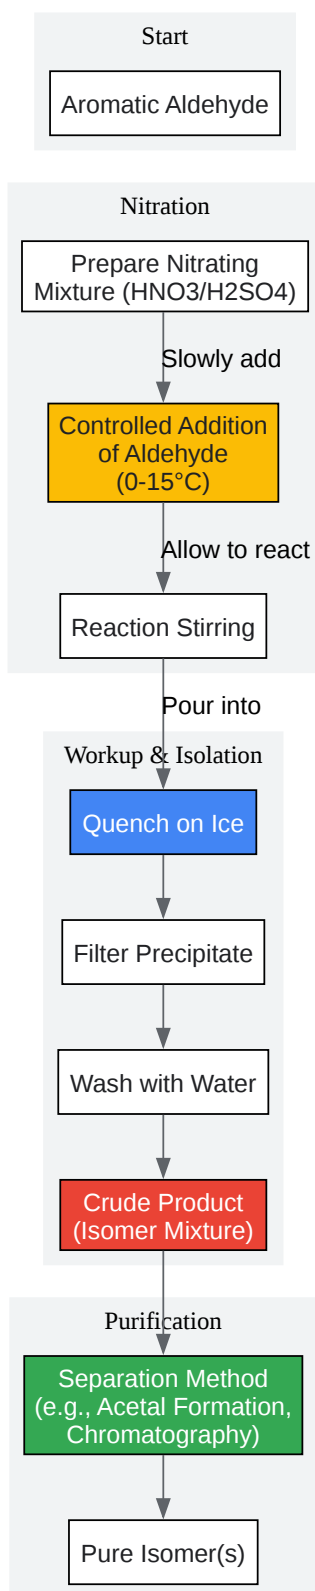 Start
Aromatic Aldehyde
Nitration
Prepare Nitrating
Mixture (HNO3/H2SO4)
Slowly add
Controlled Addition
of Aldehyde
(0-15°C)
Allow to react
Reaction Stirring
Pour into
Workup & Isolation
Quench on Ice
Filter Precipitate
Wash with Water
Crude Product
(Isomer Mixture)
Purification
Separation Method
(e.g., Acetal Formation,
Chromatography)
Pure Isomer(s)